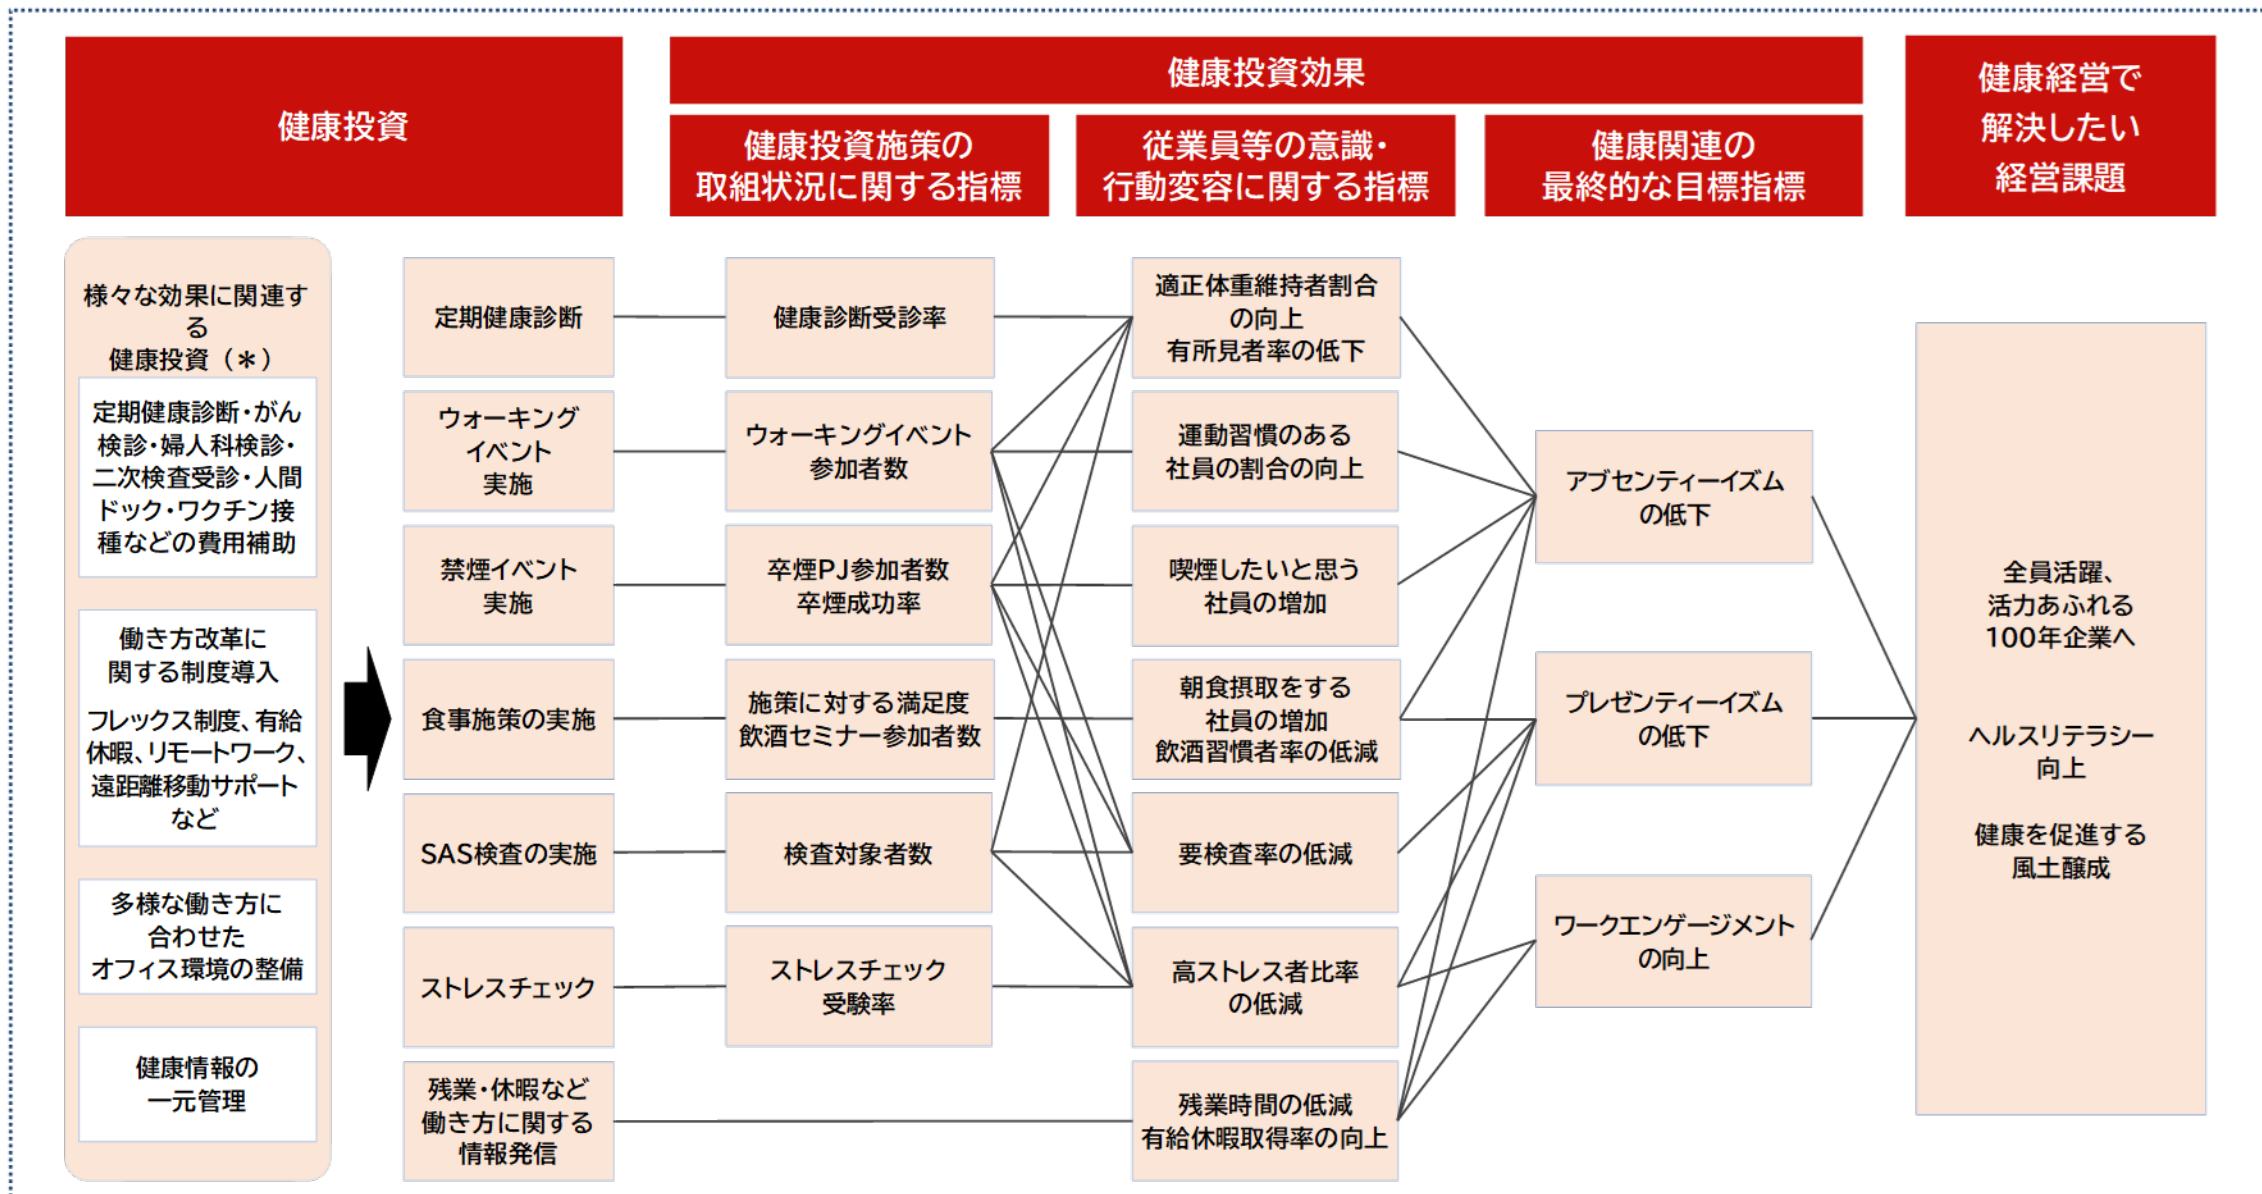 健康投資
健康投資効果
健康投資施策の
取組状況に関する指標
従業員等の意識・
行動変容に関する指標
健康関連の
最終的な目標指標
健康経営で
解決したい
経営課題
様々な効果に関連す
る
健康投資（＊）
定期健康診断・がん
検診・婦人科検診・
二次検査受診・人間
ドック・ワクチン接
種などの費用補助
働き方改革に
関する制度導入
フレックス制度、有給
休暇、リモートワーク、
遠距離移動サポート
など
多様な働き方に
合わせた
オフィス環境の整備
健康情報の
一元管理
定期健康診断
ウォーキング
イベント
実施
禁煙イベント
実施
食事施策の実施
SAS検査の実施
ストレスチェック
残業・休暇など
働き方に関する
情報発信
健康診断受診率
ウォーキングイベント
参加者数
卒煙PJ参加者数
卒煙成功率
施策に対する満足度
飲酒セミナー参加者数
検査対象者数
ストレスチェック
受験率
適正体重維持者割合
の向上
有所見者率の低下
運動習慣のある
社員の割合の向上
喫煙したいと思う
社員の増加
朝食摂取をする
社員の増加
飲酒習慣者率の低減
要検査率の低減
高ストレス者比率
の低減
残業時間の低減
有給休暇取得率の向上
アブセンティーイズム
の低下
プレゼンティーイズム
の低下
ワークエンゲージメント
の向上
全員活躍、
活力あふれる
100年企業へ
ヘルスリテラシー
向上
健康を促進する
風土醸成